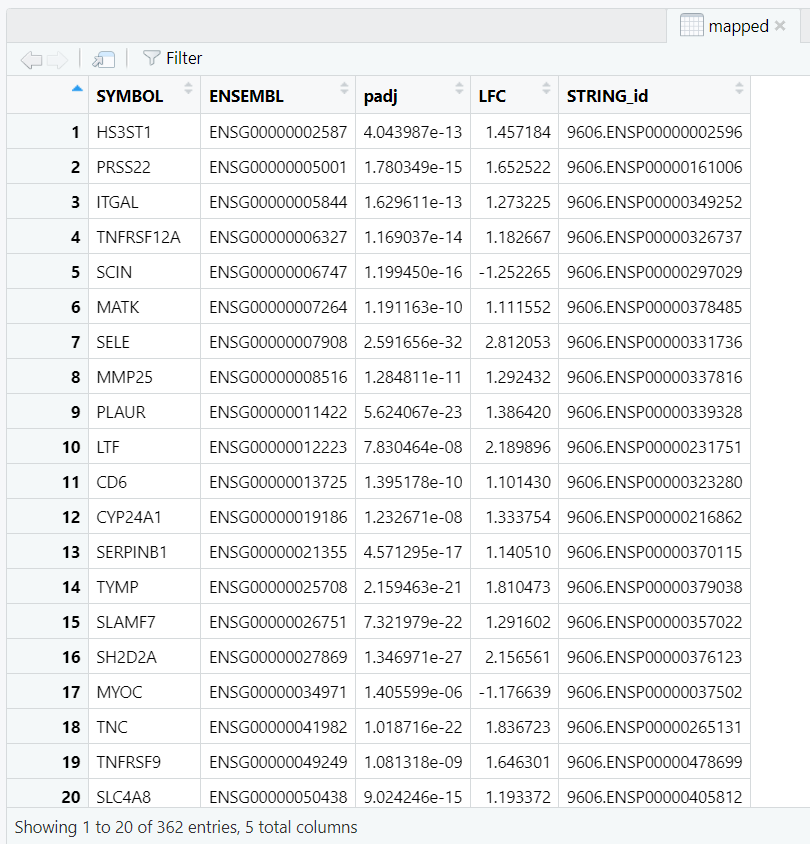 mapped
Filter
SYMBOL ENSEMBL padj LFC STRING_id
1 HS3ST1 ENSG00000002587 4.043987e-13 1.457184 9606.ENSP00000002596
2 PRSS22 ENSG00000005001 1.780349e-15 1.652522 9606.ENSP00000161006
3 ITGAL ENSG00000005844 1.629611e-13 1.273225 9606.ENSP00000349252
4 TNFRSF12A ENSG00000006327 1.169037e-14 1.182667 9606.ENSP00000326737
5 SCIN ENSG00000006747 1.199450e-16 -1.252265 9606.ENSP00000297029
6 MATK ENSG00000007264 1.191163e-10 1.111552 9606.ENSP00000378485
7 SELE ENSG00000007908 2.591656e-32 2.812053 9606.ENSP00000331736
8 MMP25 ENSG00000008516 1.284811e-11 1.292432 9606.ENSP00000337816
9 PLAUR ENSG00000011422 5.624067e-23 1.386420 9606.ENSP00000339328
10 LTF ENSG00000012223 7.830464e-08 2.189896 9606.ENSP00000231751
11 CD6 ENSG00000013725 1.395178e-10 1.101430 9606.ENSP00000323280
12 CYP24A1 ENSG00000019186 1.232671e-08 1.333754 9606.ENSP00000216862
13 SERPINB1 ENSG00000021355 4.571295e-17 1.140510 9606.ENSP00000370115
14 TYMP ENSG00000025708 2.159463e-21 1.810473 9606.ENSP00000379038
15 SLAMF7 ENSG00000026751 7.321979e-22 1.291602 9606.ENSP00000357022
16 SH2D2A ENSG00000027869 1.346971e-27 2.156561 9606.ENSP00000376123
17 MYOC ENSG00000034971 1.405599e-06 -1.176639 9606.ENSP00000037502
18 TNC ENSG00000041982 1.018716e-22 1.836723 9606.ENSP00000265131
19 TNFRSF9 ENSG00000049249 1.081318e-09 1.646301 9606.ENSP00000478699
20 SLC4A8 ENSG00000050438 9.024246e-15 1.193372 9606.ENSP00000405812
Showing 1 to 20 of 362 entries, 5 total columns